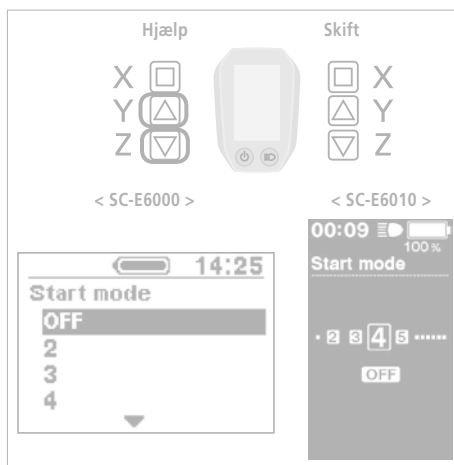 Hjælp Skift
X X
Y Y
Z Z
< SC-E6000 > < SC-E6010 >
14:25
Start mode
OFF
2
3
4
00:09
100 %
Start mode
2 3 4 5
OFF